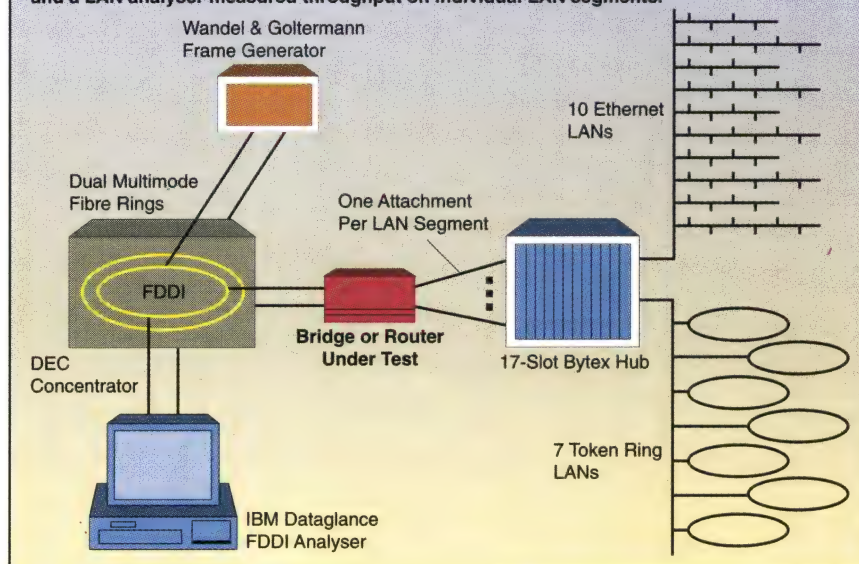 and a LAN analyser measured throughput on individual LAN segments.
Wandel & Goltermann
Frame Generator
10 Ethernet
LANs
Dual Multimode
Fibre Rings
One Attachment
Per LAN Segment
FDDI
Bridge or Router
Under Test
17-Slot Bytex Hub
DEC
Concentrator
7 Token Ring
LANs
IBM Dataglance
FDDI Analyser